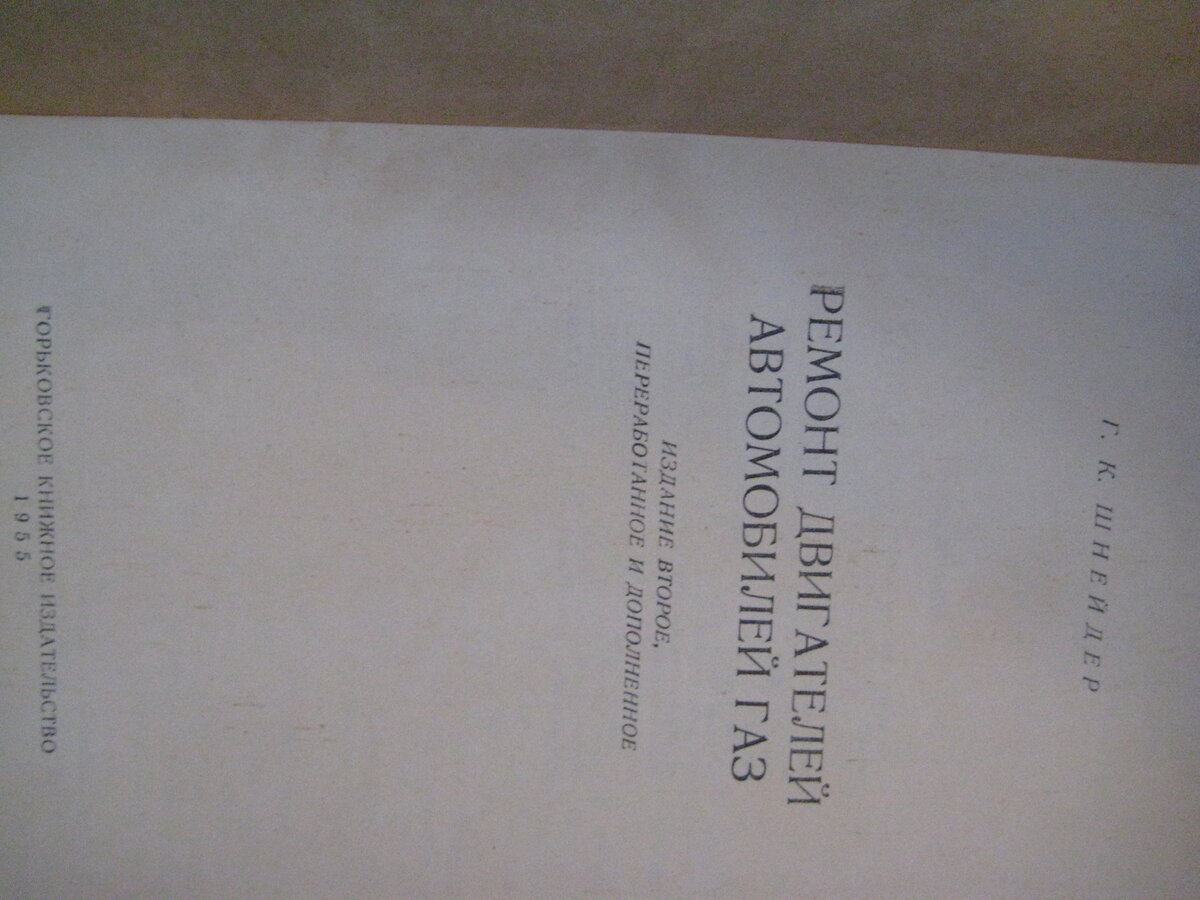 Г. К. ШНЕЙДЕР
РЕМОНТ ДВИГАТЕЛЕЙ
АВТОМОБИЛЕЙ ГАЗ
ИЗДАНИЕ ВТОРОЕ,
ПЕРЕРАБОТАННОЕ И ДОПОЛНЕННОЕ
ГОРЬКОВСКОЕ КНИЖНОЕ ИЗДАТЕЛЬСТВО
1955